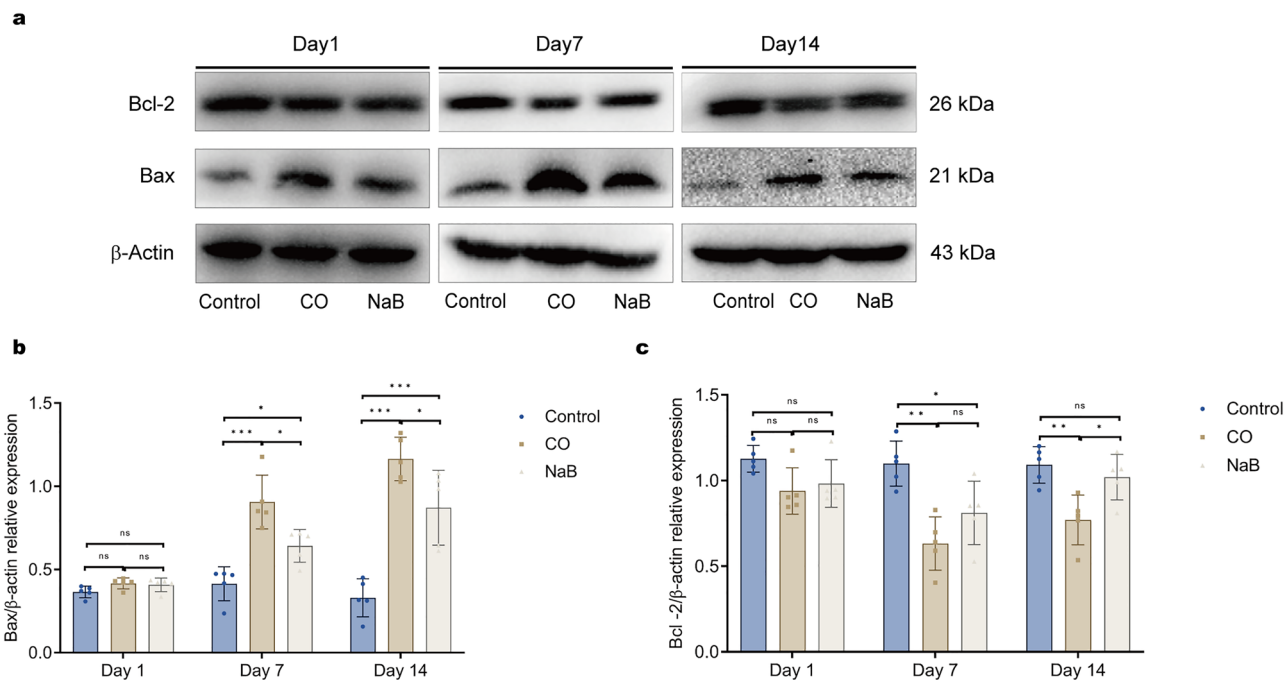 a
Day1 Day7 Day14
Bcl-2 26 kDa
Bax 21 kDa
β-Actin 43 kDa
Control CO NaB Control CO NaB Control CO NaB
b
Bax/β-actin relative expression
1.5
1.0
0.5
0.0
ns
ns ns
*
*** *
***
*** *
Day 1 Day 7 Day 14
Control
CO
NaB
c
Bcl -2/β-actin relative expression
1.5
1.0
0.5
0.0
ns
ns ns
*
** ns
ns
** *
Day 1 Day 7 Day 14
Control
CO
NaB